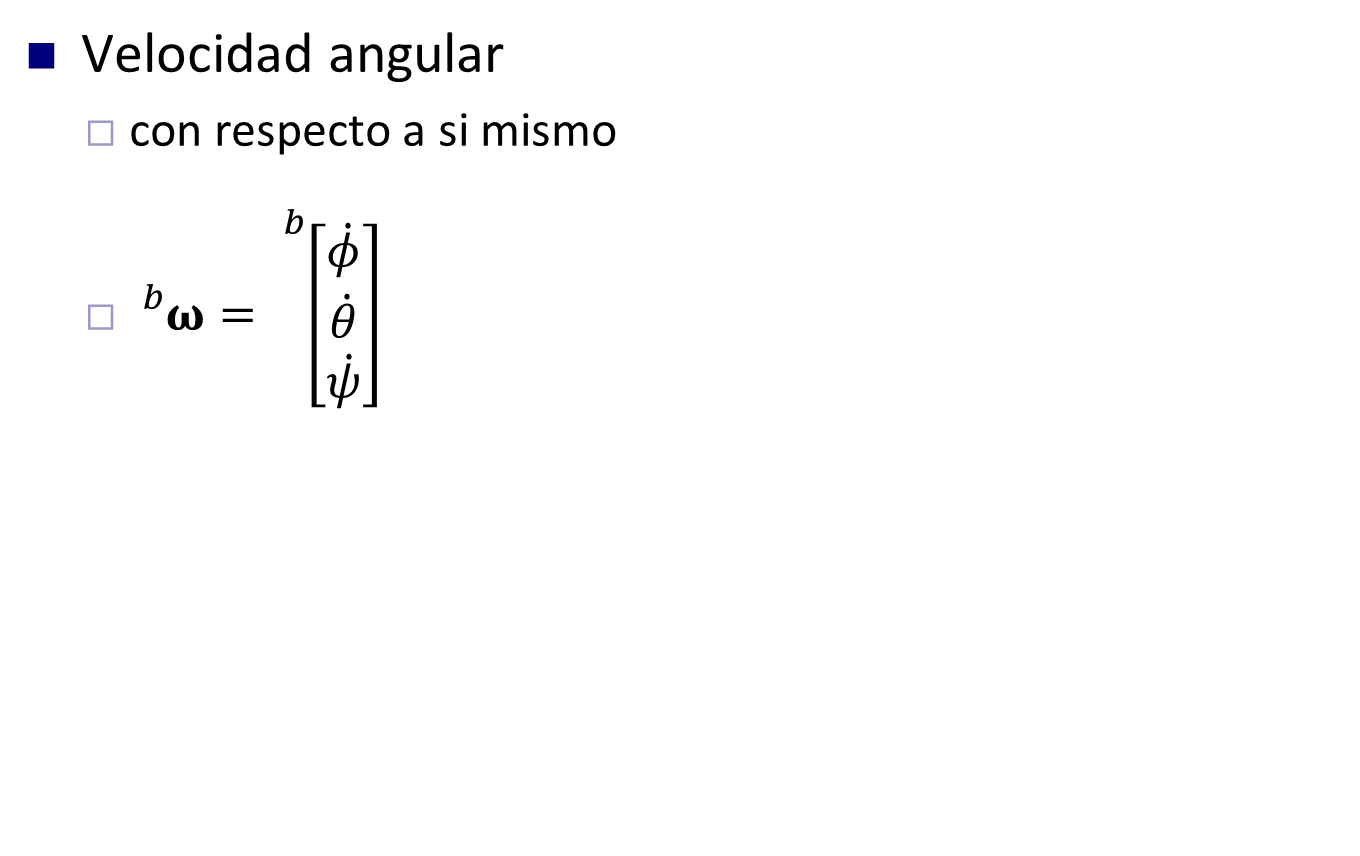 Velocidad angular
con respecto a si mismo
ᵇ𝛚 = ᵇ[ϕ̇ θ̇ ψ̇]